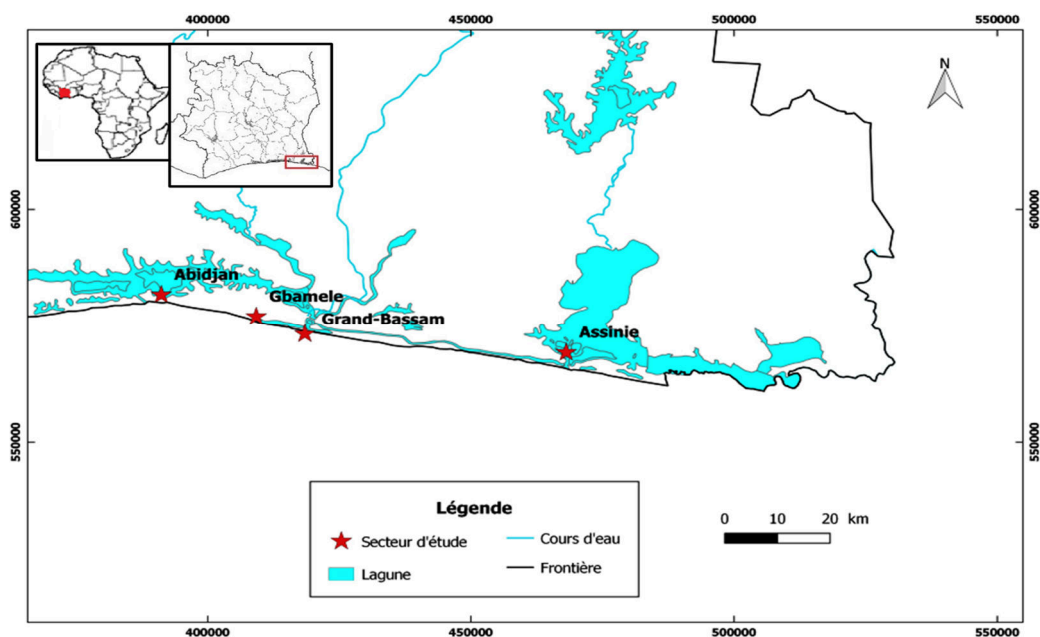 400000
450000
500000
550000
N
600000
600000
Abidjan
Gbamele
Grand-Bassam
Assinie
550000
550000
Légende
Secteur d'étude
Cours d'eau
Lagune
Frontière
0 10 20 km
400000
450000
500000
550000